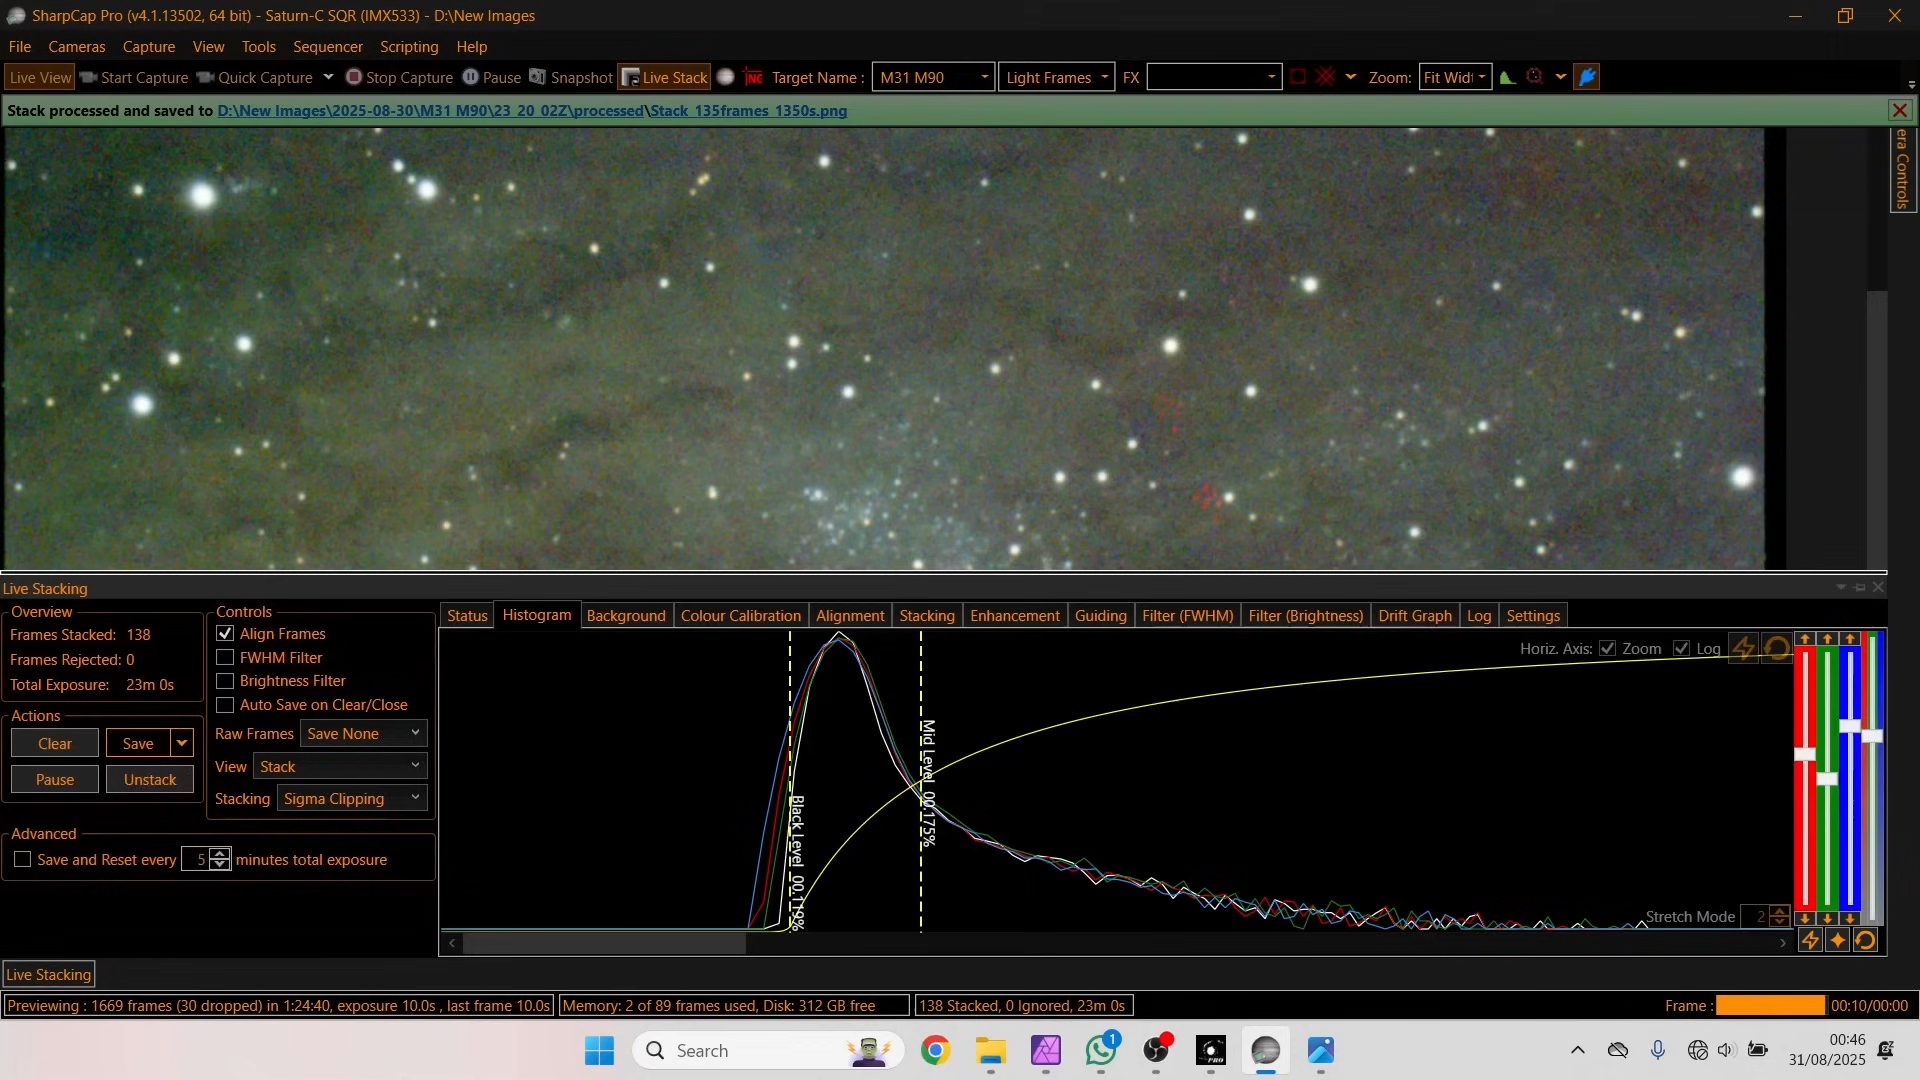 SharpCap Pro (v4.1.13502, 64 bit) - Saturn-C SQR (IMX533) - D:\New Images
File Cameras Capture View Tools Sequencer Scripting Help
Live View Start Capture Quick Capture Stop Capture Pause Snapshot Live Stack Target Name : M31 M90 Light Frames FX Zoom: Fit Widt
Stack processed and saved to D:\New Images\2025-08-30\M31 M90\23_20_02Z\processed\Stack_135frames_1350s.png
era Controls
Live Stacking
Overview
Frames Stacked: 138
Frames Rejected: 0
Total Exposure: 23m 0s
Actions
Clear Save
Pause Unstack
Controls
Align Frames
FWHM Filter
Brightness Filter
Auto Save on Clear/Close
Raw Frames Save None
View Stack
Stacking Sigma Clipping
Advanced
Save and Reset every 5 minutes total exposure
Status Histogram Background Colour Calibration Alignment Stacking Enhancement Guiding Filter (FWHM) Filter (Brightness) Drift Graph Log Settings
Horiz. Axis: Zoom Log
Black Level 00.119%
Mid Level 00.175%
Stretch Mode 2
Live Stacking
Previewing : 1669 frames (30 dropped) in 1:24:40, exposure 10.0s , last frame 10.0s Memory: 2 of 89 frames used, Disk: 312 GB free 138 Stacked, 0 Ignored, 23m 0s Frame : 00:10/00:00
Search
1
PRO
00:46
31/08/2025